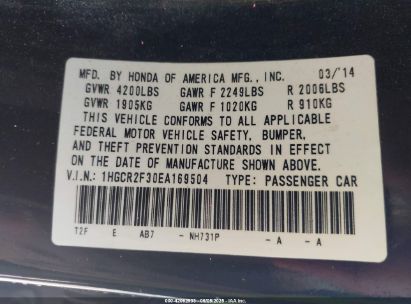 MFD. BY HONDA OF AMERICA MFG., INC. 03/'14
GVWR 4200LBS GAWR F 2249LBS R 2006LBS
GVWR 1905KG GAWR F 1020KG R 910KG
THIS VEHICLE CONFORMS TO ALL APPLICABLE
FEDERAL MOTOR VEHICLE SAFETY, BUMPER,
AND THEFT PREVENTION STANDARDS IN EFFECT
ON THE DATE OF MANUFACTURE SHOWN ABOVE.
V.I.N.: 1HGCR2F30EA169504 TYPE: PASSENGER CAR
T2F E AB7 - NH731P - A - A